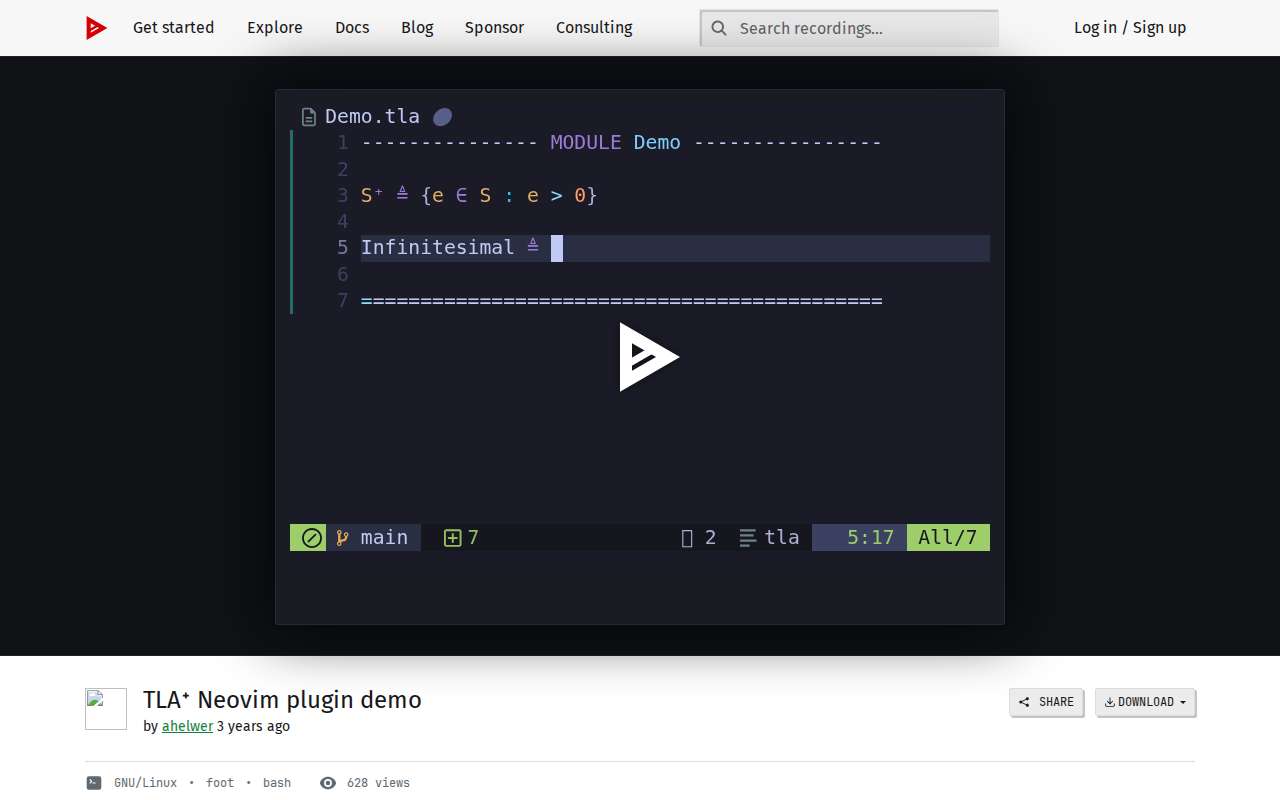 Get started Explore Docs Blog Sponsor Consulting Search recordings... Log in / Sign up
Demo.tla
1 --------------- MODULE Demo ----------------
2
3 S⁺ ≜ {e ∈ S : e > 0}
4
5 Infinitesimal ≜
6
7 ============================================
main 7 2 tla 5:17 All/7
TLA⁺ Neovim plugin demo
SHARE DOWNLOAD
by ahelwer 3 years ago
GNU/Linux • foot • bash 628 views